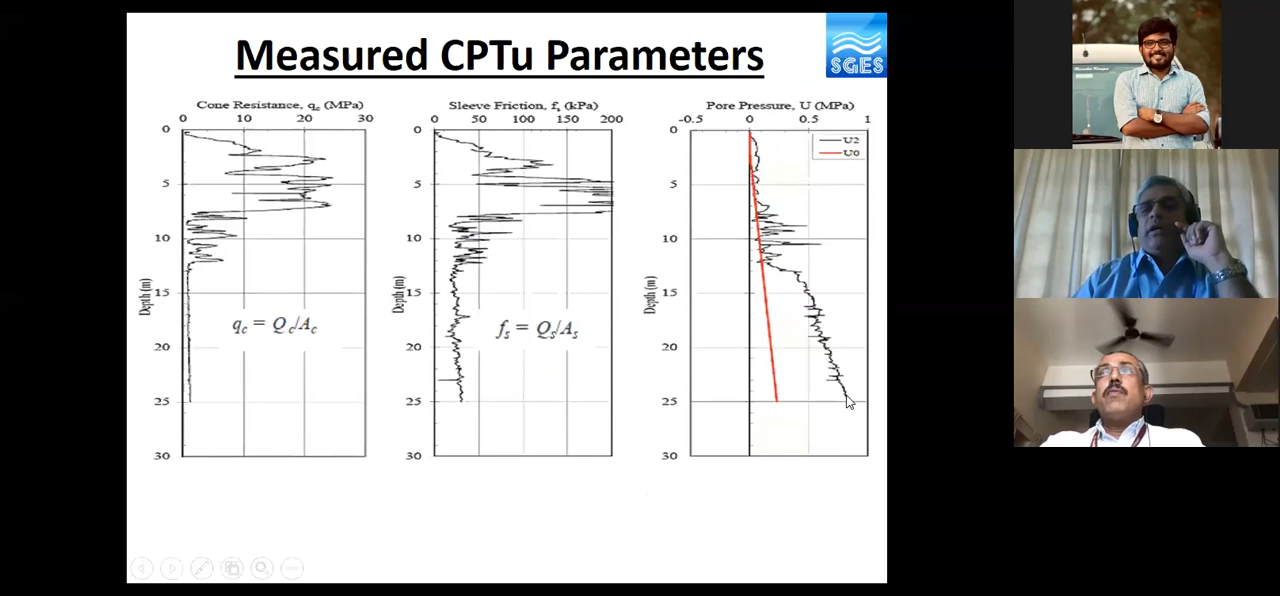 Measured CPTu Parameters
SGES
Cone Resistance, qc (MPa)
0 10 20 30
0
5
10
15
20
25
30
Depth (m)
qc = Qc/Ac
Sleeve Friction, fs (kPa)
0 50 100 150 200
0
5
10
15
20
25
30
Depth (m)
fs = Qs/As
Pore Pressure, U (MPa)
-0.5 0 0.5 1
U2
U0
0
5
10
15
20
25
30
Depth (m)